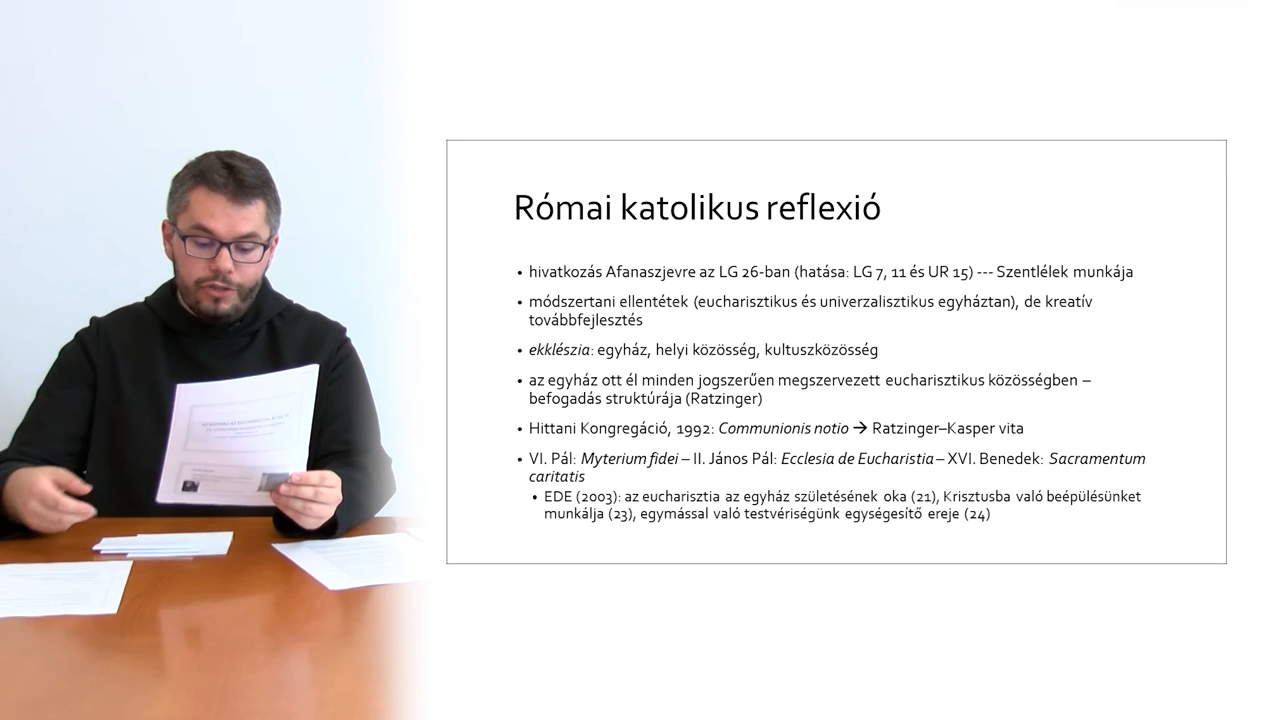 Római katolikus reflexió
• hivatkozás Afanaszjevre az LG 26-ban (hatása: LG 7, 11 és UR 15) --- Szentlélek munkája
• módszertani ellentétek (eucharisztikus és univerzalisztikus egyháztan), de kreatív
továbbfejlesztés
• ekklészia: egyház, helyi közösség, kultuszközösség
• az egyház ott él minden jogszerűen megszervezett eucharisztikus közösségben –
befogadás struktúrája (Ratzinger)
• Hittani Kongregáció, 1992: Communionis notio → Ratzinger–Kasper vita
• VI. Pál: Myterium fidei – II. János Pál: Ecclesia de Eucharistia – XVI. Benedek: Sacramentum
caritatis
• EDE (2003): az eucharisztia az egyház születésének oka (21), Krisztusba való beépülésünket
munkálja (23), egymással való testvériségünk egységesítő ereje (24)